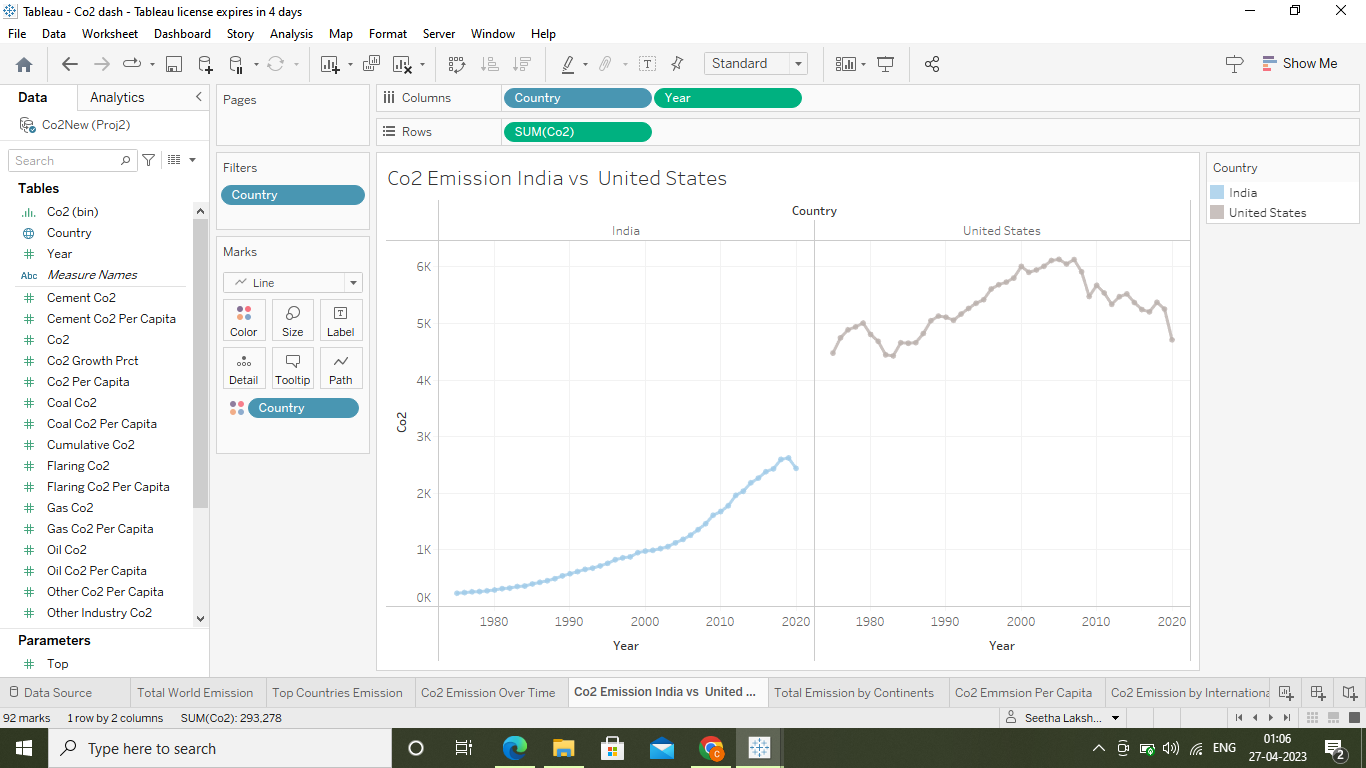 Tableau - Co2 dash - Tableau license expires in 4 days
File Data Worksheet Dashboard Story Analysis Map Format Server Window Help
Standard
Show Me
Data Analytics
Co2New (Proj2)
Search
Tables
Co2 (bin)
Country
Year
Abc Measure Names
Cement Co2
Cement Co2 Per Capita
Co2
Co2 Growth Prct
Co2 Per Capita
Coal Co2
Coal Co2 Per Capita
Cumulative Co2
Flaring Co2
Flaring Co2 Per Capita
Gas Co2
Gas Co2 Per Capita
Oil Co2
Oil Co2 Per Capita
Other Co2 Per Capita
Other Industry Co2
Parameters
Top
Pages
Filters
Country
Marks
Line
Color Size Label
Detail Tooltip Path
Country
Columns Country Year
Rows SUM(Co2)
Co2 Emission India vs United States
Country
India United States
6K
5K
4K
3K
2K
1K
0K
Co2
1980 1990 2000 2010 2020 1980 1990 2000 2010 2020
Year Year
Country
India
United States
Data Source Total World Emission Top Countries Emission Co2 Emission Over Time Co2 Emission India vs United ... Total Emission by Continents Co2 Emmsion Per Capita Co2 Emission by Internationa
92 marks 1 row by 2 columns SUM(Co2): 293,278 Seetha Laksh...
Type here to search
ENG
01:06
27-04-2023
2